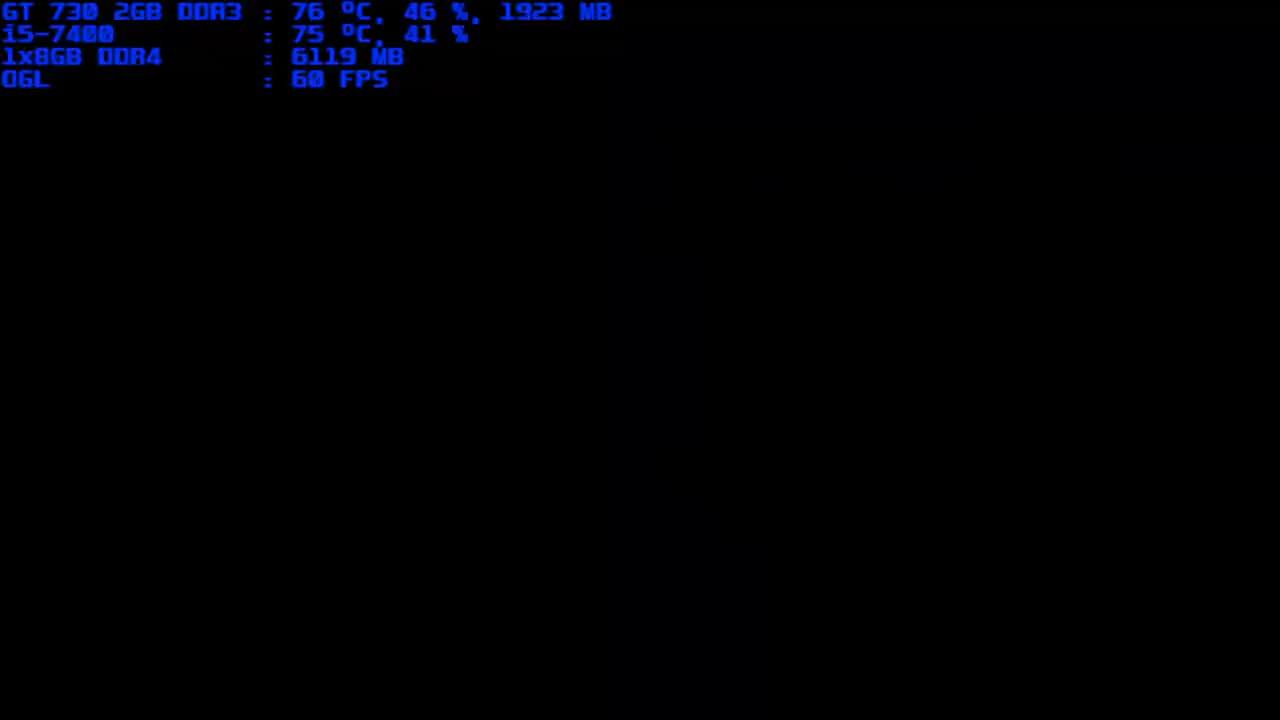 GT 730 2GB DDR3 : 76 ºC, 46 %, 1923 MB
i5-7400 : 75 ºC, 41 %
1x8GB DDR4 : 6119 MB
OGL : 60 FPS